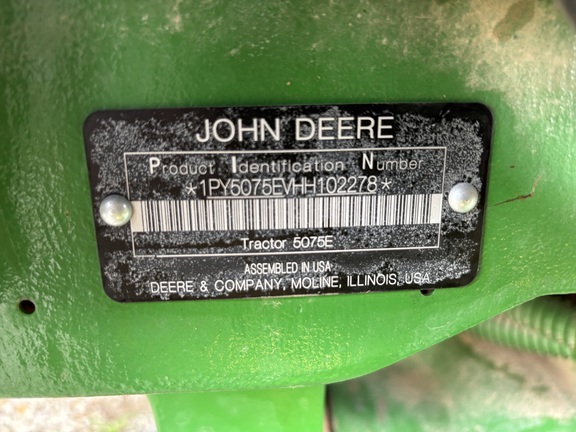 JOHN DEERE
Product Identification Number
*1PY5075EVHH102278*
Tractor 5075E
ASSEMBLED IN USA
DEERE & COMPANY, MOLINE, ILLINOIS, USA